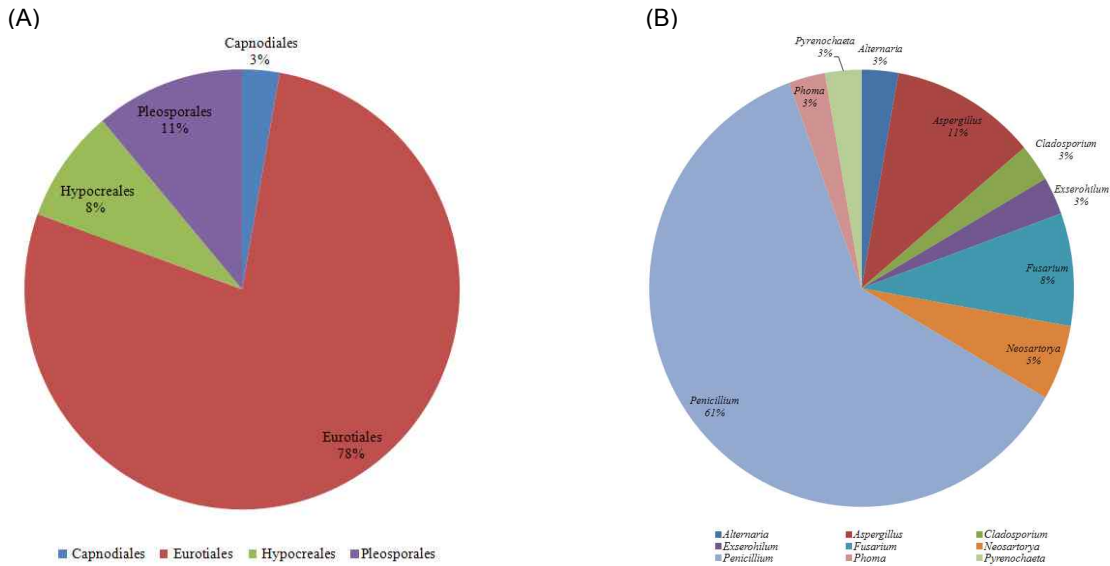 (A)
Capnodiales
3%
Pleosporales
11%
Hypocreales
8%
Eurotiales
78%
Capnodiales Eurotiales Hypocreales Pleosporales
(B)
Pyrenochaeta
3%
Alternaria
3%
Phoma
3%
Aspergillus
11%
Cladosporium
3%
Exserohilum
3%
Fusarium
8%
Neosartorya
5%
Penicillium
61%
Alternaria Aspergillus Cladosporium
Exserohilum Fusarium Neosartorya
Penicillium Phoma Pyrenochaeta